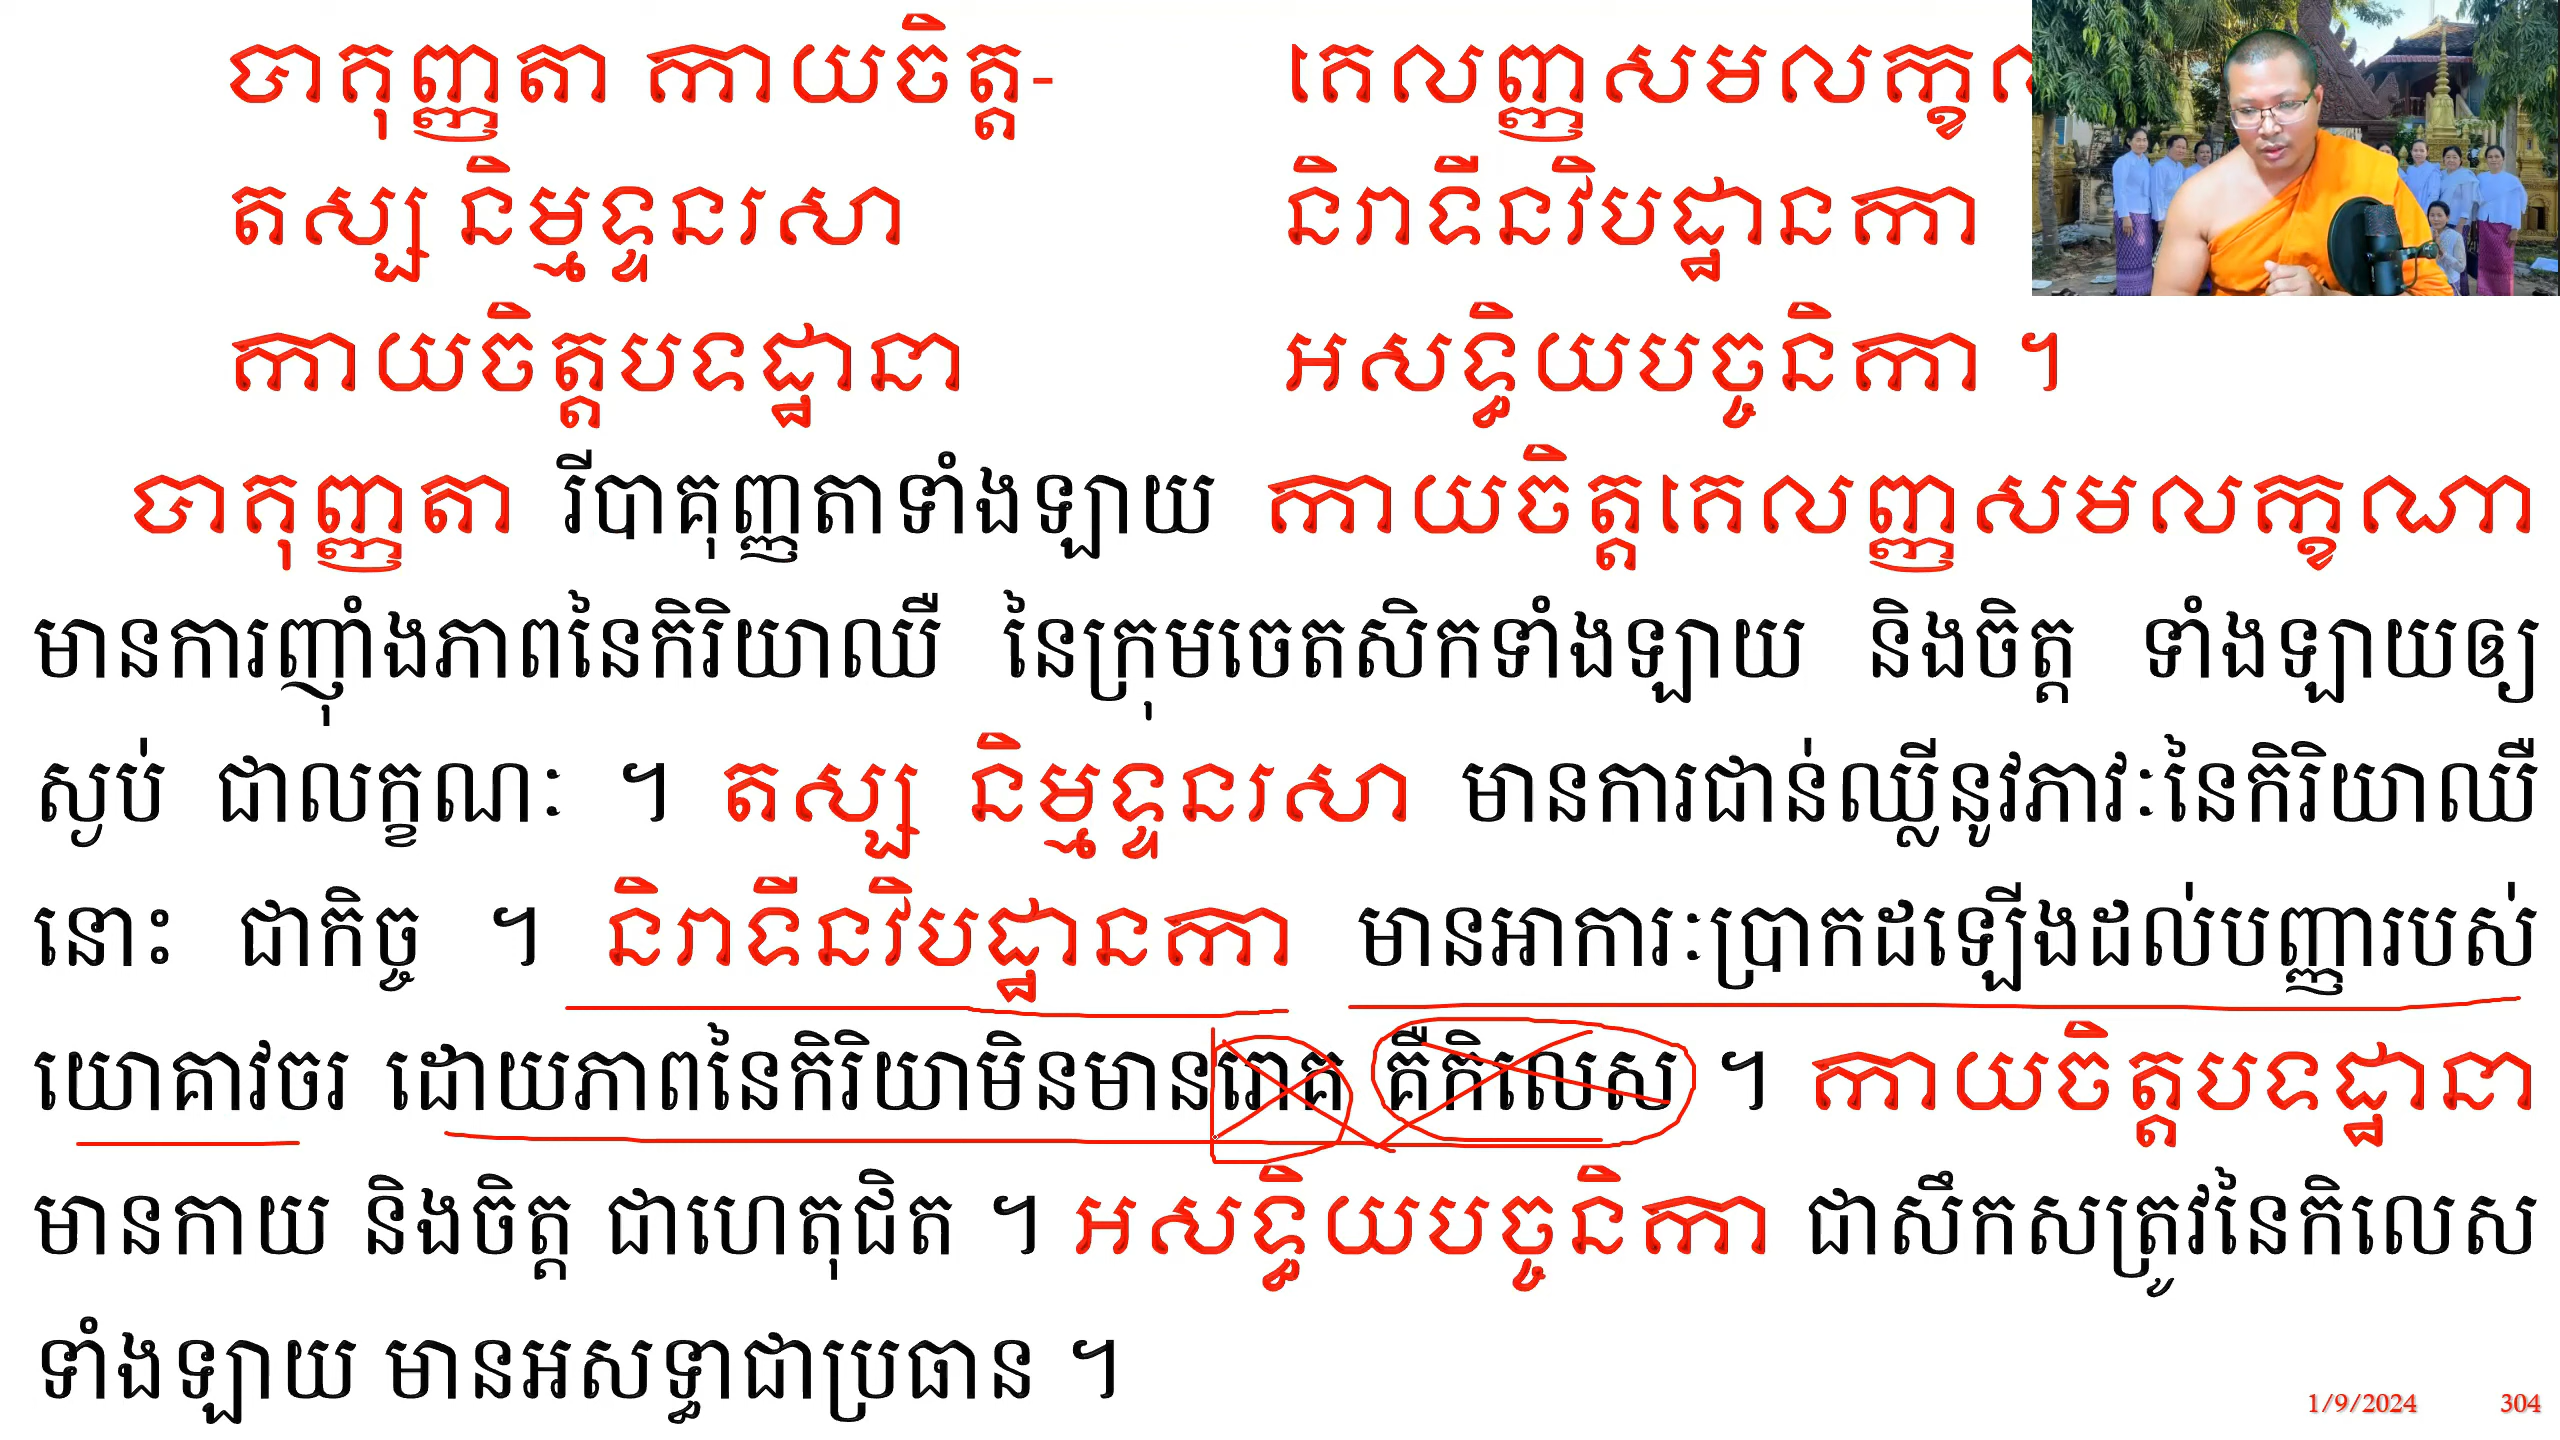 បាគុញ្ញតា កាយចិត្ត- គេលញ្ញសមលក្ខ
តស្ស និម្មទ្ទនរសា និរាទីនវិបដ្ឋានកា
កាយចិត្តបទដ្ឋានា អសទ្ធិយបច្ចនិកា ។
បាគុញ្ញតា រីបាគុញ្ញតាទាំងឡាយ កាយចិត្តគេលញ្ញសមលក្ខណា
មានការញ៉ាំងភាពនៃកិរិយាឈឺ នៃក្រុមចេតសិកទាំងឡាយ និងចិត្ត ទាំងឡាយឲ្យ
ស្ងប់ ជាលក្ខណៈ ។ តស្ស និម្មទ្ទនរសា មានការជាន់ឈ្លីនូវភាវៈនៃកិរិយាឈឺ
នោះ ជាកិច្ច ។ និរាទីនវិបដ្ឋានកា មានអាការៈប្រាកដឡើងដល់បញ្ញារបស់
យោគាវចរ ដោយភាពនៃកិរិយាមិនមានរោគ គឺកិលេស ។ កាយចិត្តបទដ្ឋានា
មានកាយ និងចិត្ត ជាហេតុជិត ។ អសទ្ធិយបច្ចនិកា ជាសឹកសត្រូវនៃកិលេស
ទាំងឡាយ មានអសទ្ធាជាប្រធាន ។
1/9/2024 304